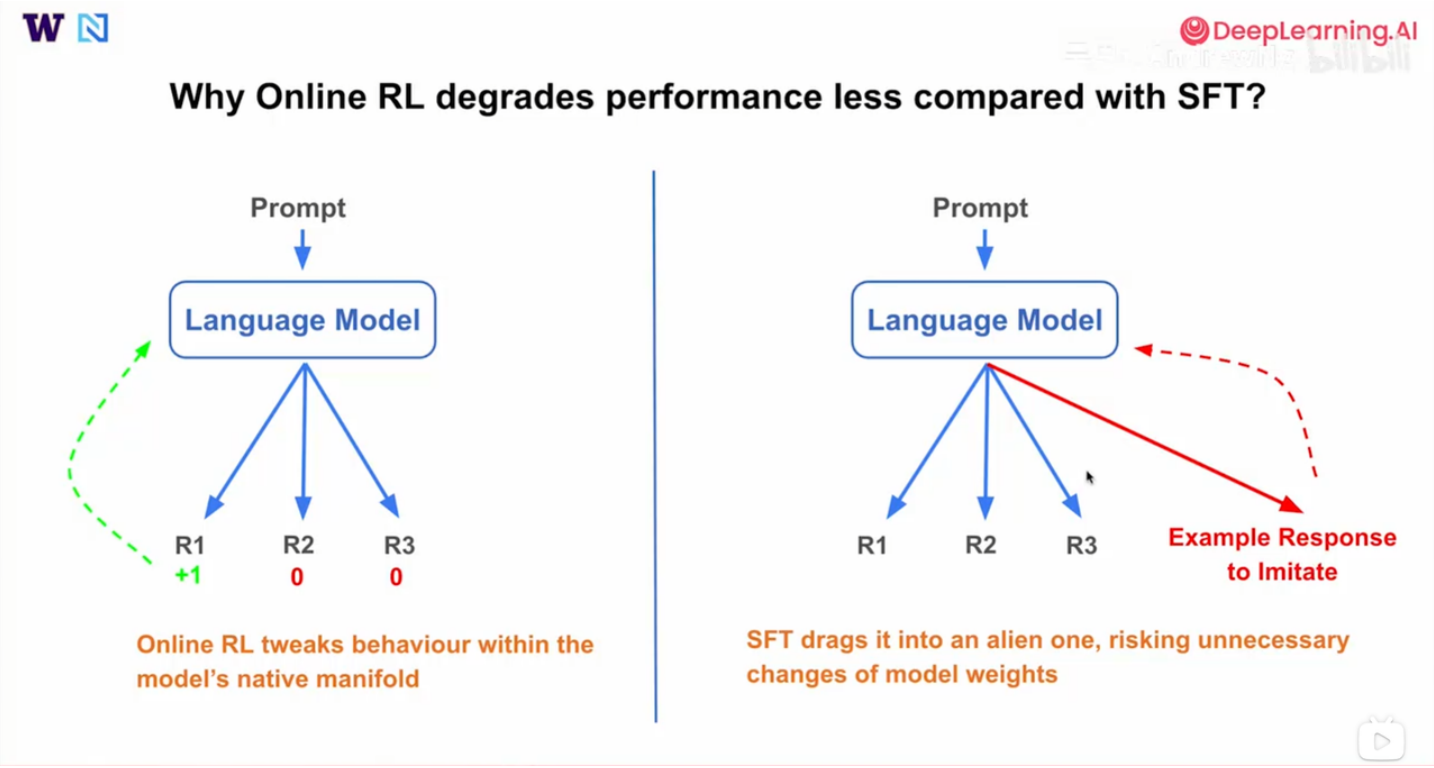 W N
DeepLearning.AI
bilibili
Why Online RL degrades performance less compared with SFT?
Prompt
Language Model
R1 R2 R3
+1 0 0
Online RL tweaks behaviour within the
model's native manifold
Prompt
Language Model
R1 R2 R3
Example Response
to Imitate
SFT drags it into an alien one, risking unnecessary
changes of model weights